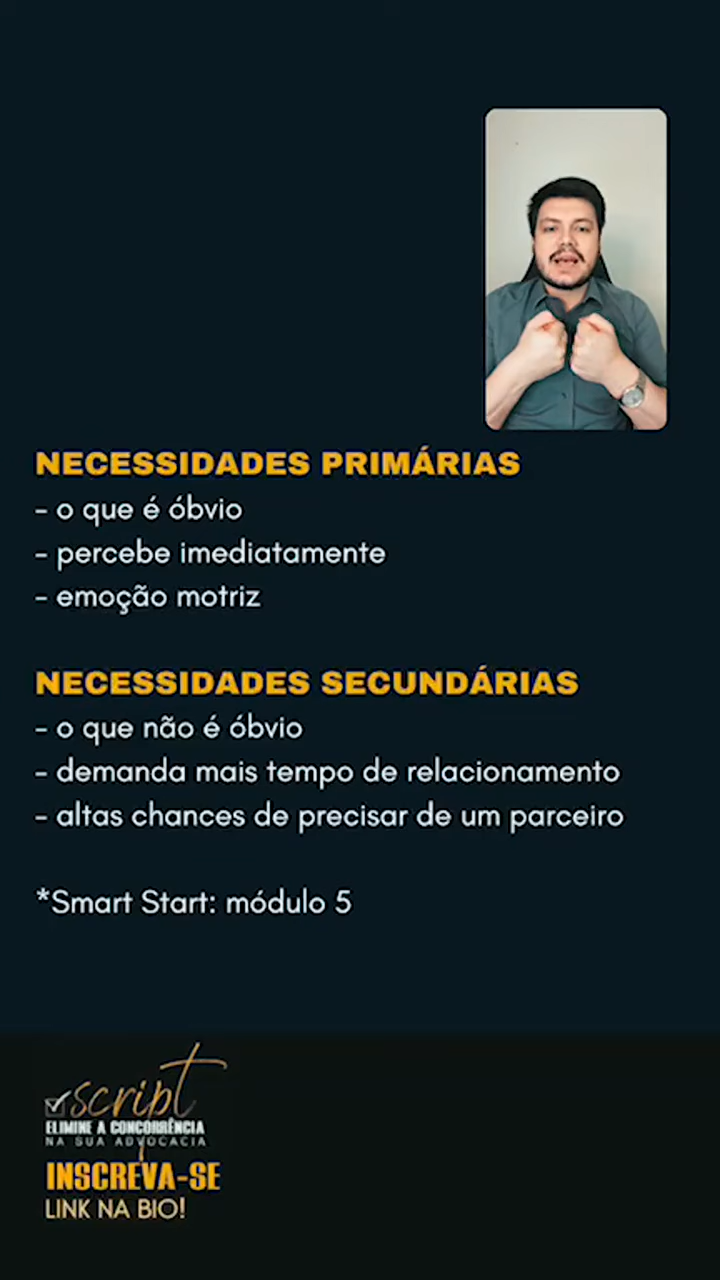 NECESSIDADES PRIMÁRIAS
- o que é óbvio
- percebe imediatamente
- emoção motriz
NECESSIDADES SECUNDÁRIAS
- o que não é óbvio
- demanda mais tempo de relacionamento
- altas chances de precisar de um parceiro
*Smart Start: módulo 5
script
ELIMINE A CONCORRÊNCIA
NA SUA ADVOCACIA
INSCREVA-SE
LINK NA BIO!